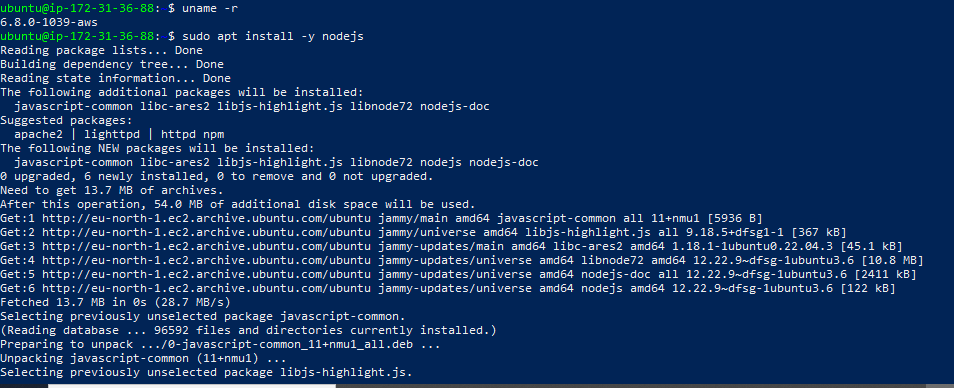 ubuntu@ip-172-31-36-88:~$ uname -r
6.8.0-1039-aws
ubuntu@ip-172-31-36-88:~$ sudo apt install -y nodejs
Reading package lists... Done
Building dependency tree... Done
Reading state information... Done
The following additional packages will be installed:
  javascript-common libc-ares2 libjs-highlight.js libnode72 nodejs-doc
Suggested packages:
  apache2 | lighttpd | httpd npm
The following NEW packages will be installed:
  javascript-common libc-ares2 libjs-highlight.js libnode72 nodejs nodejs-doc
0 upgraded, 6 newly installed, 0 to remove and 0 not upgraded.
Need to get 13.7 MB of archives.
After this operation, 54.0 MB of additional disk space will be used.
Get:1 http://eu-north-1.ec2.archive.ubuntu.com/ubuntu jammy/main amd64 javascript-common all 11+nmu1 [5936 B]
Get:2 http://eu-north-1.ec2.archive.ubuntu.com/ubuntu jammy/universe amd64 libjs-highlight.js all 9.18.5+dfsg1-1 [367 kB]
Get:3 http://eu-north-1.ec2.archive.ubuntu.com/ubuntu jammy-updates/main amd64 libc-ares2 amd64 1.18.1-1ubuntu0.22.04.3 [45.1 kB]
Get:4 http://eu-north-1.ec2.archive.ubuntu.com/ubuntu jammy-updates/universe amd64 libnode72 amd64 12.22.9~dfsg-1ubuntu3.6 [10.8 MB]
Get:5 http://eu-north-1.ec2.archive.ubuntu.com/ubuntu jammy-updates/universe amd64 nodejs-doc all 12.22.9~dfsg-1ubuntu3.6 [2411 kB]
Get:6 http://eu-north-1.ec2.archive.ubuntu.com/ubuntu jammy-updates/universe amd64 nodejs amd64 12.22.9~dfsg-1ubuntu3.6 [122 kB]
Fetched 13.7 MB in 0s (28.7 MB/s)
Selecting previously unselected package javascript-common.
(Reading database ... 96592 files and directories currently installed.)
Preparing to unpack .../0-javascript-common_11+nmu1_all.deb ...
Unpacking javascript-common (11+nmu1) ...
Selecting previously unselected package libjs-highlight.js.